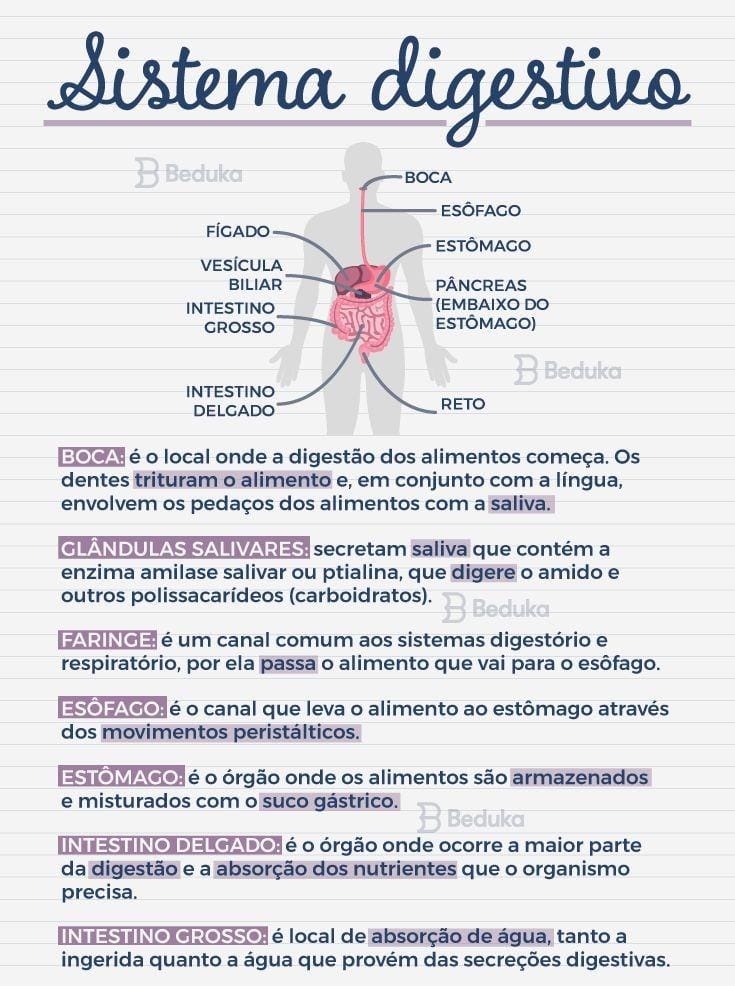 Sistema digestivo
Beduka
BOCA
ESÔFAGO
FÍGADO
ESTÔMAGO
VESÍCULA
BILIAR
PÂNCREAS
(EMBAIXO DO
ESTÔMAGO)
INTESTINO
GROSSO
Beduka
INTESTINO
DELGADO
RETO
BOCA: é o local onde a digestão dos alimentos começa. Os
dentes trituram o alimento e, em conjunto com a língua,
envolvem os pedaços dos alimentos com a saliva.
GLÂNDULAS SALIVARES: secretam saliva que contém a
enzima amilase salivar ou ptialina, que digere o amido e
outros polissacarídeos (carboidratos).
Beduka
FARINGE: é um canal comum aos sistemas digestório e
respiratório, por ela passa o alimento que vai para o esôfago.
ESÔFAGO: é o canal que leva o alimento ao estômago através
dos movimentos peristálticos.
ESTÔMAGO: é o órgão onde os alimentos são armazenados
e misturados com o suco gástrico.
Beduka
INTESTINO DELGADO: é o órgão onde ocorre a maior parte
da digestão e a absorção dos nutrientes que o organismo
precisa.
INTESTINO GROSSO: é local de absorção de água, tanto a
ingerida quanto a água que provém das secreções digestivas.